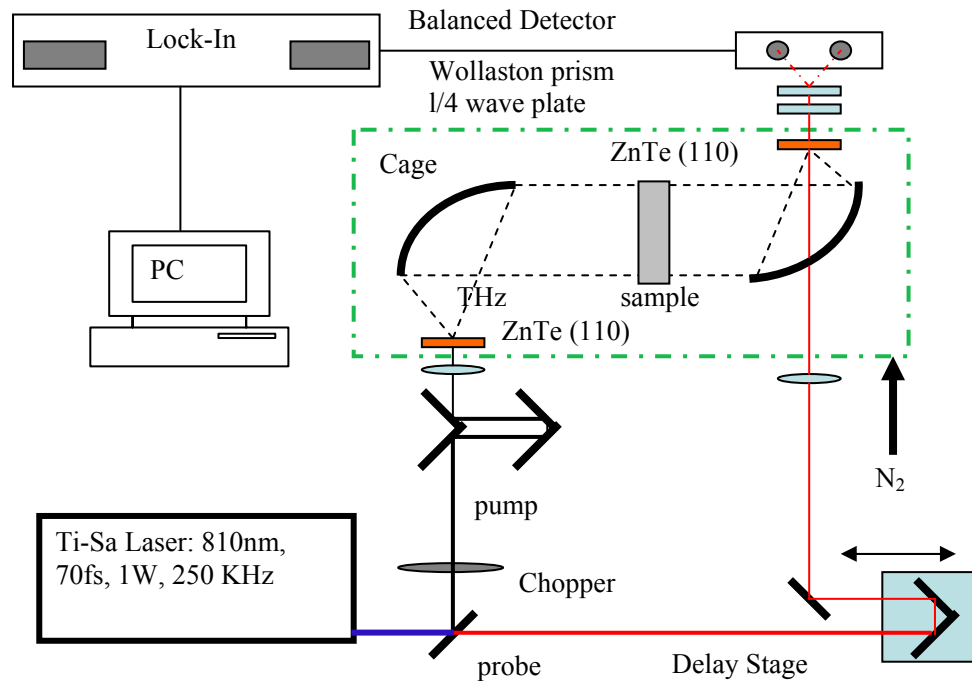 Balanced Detector
Lock-In
Wollaston prism
l/4 wave plate
ZnTe (110)
Cage
PC
THz
sample
ZnTe (110)
N2
pump
Ti-Sa Laser: 810nm,
70fs, 1W, 250 KHz
Chopper
probe
Delay Stage